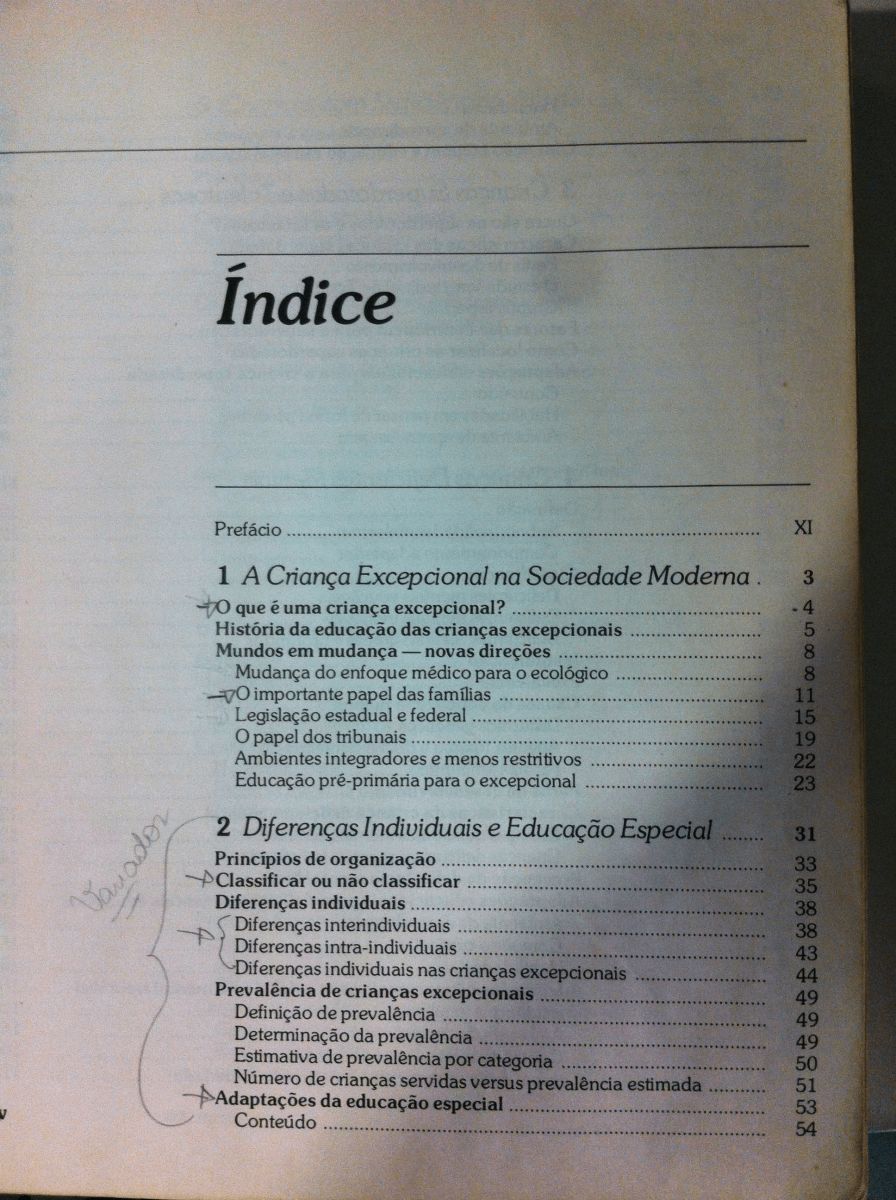 Índice
Prefácio ........ XI
1 A Criança Excepcional na Sociedade Moderna . 3
O que é uma criança excepcional? ........ 4
História da educação das crianças excepcionais ........ 5
Mundos em mudança — novas direções ........ 8
Mudança do enfoque médico para o ecológico ........ 8
O importante papel das famílias ........ 11
Legislação estadual e federal ........ 15
O papel dos tribunais ........ 19
Ambientes integradores e menos restritivos ........ 22
Educação pré-primária para o excepcional ........ 23
2 Diferenças Individuais e Educação Especial ........ 31
Princípios de organização ........ 33
Classificar ou não classificar ........ 35
Diferenças individuais ........ 38
Diferenças interindividuais ........ 38
Diferenças intra-individuais ........ 43
Diferenças individuais nas crianças excepcionais ........ 44
Prevalência de crianças excepcionais ........ 49
Definição de prevalência ........ 49
Determinação da prevalência ........ 49
Estimativa de prevalência por categoria ........ 50
Número de crianças servidas versus prevalência estimada ........ 51
Adaptações da educação especial ........ 53
Conteúdo ........ 54